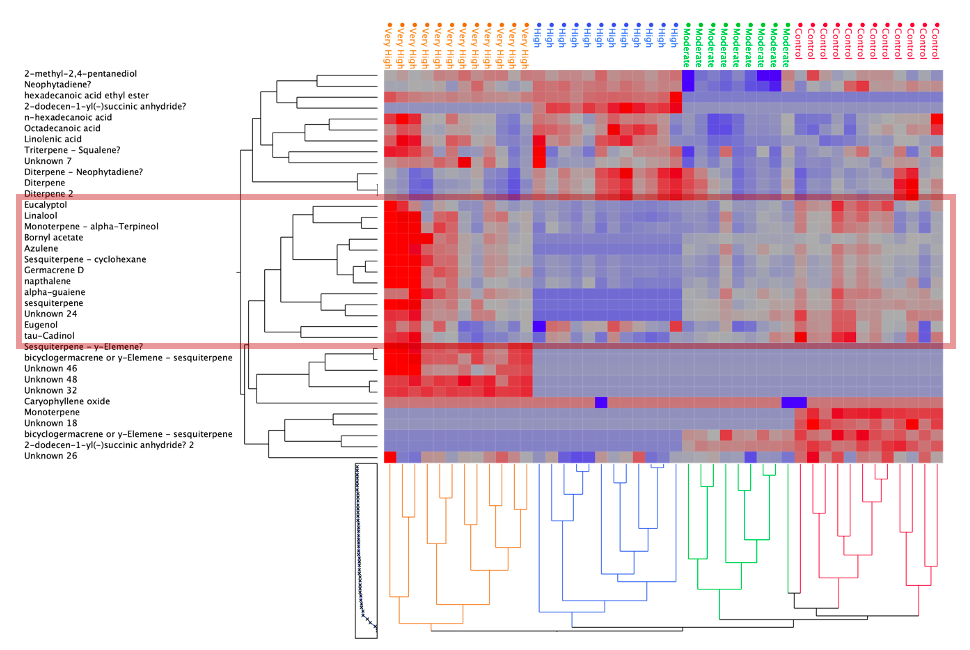 Very High
Very High
Very High
Very High
Very High
Very High
Very High
Very High
Very High
Very High
Very High
Very High
High
High
High
High
High
High
High
High
High
High
High
High
Moderate
Moderate
Moderate
Moderate
Moderate
Moderate
Moderate
Moderate
Moderate
Control
Control
Control
Control
Control
Control
Control
Control
Control
Control
Control
Control
2-methyl-2,4-pentanediol
Neophytadiene?
hexadecanoic acid ethyl ester
2-dodecen-1-yl(-)succinic anhydride?
n-hexadecanoic acid
Octadecanoic acid
Linolenic acid
Triterpene - Squalene?
Unknown 7
Diterpene - Neophytadiene?
Diterpene
Diterpene 2
Eucalyptol
Linalool
Monoterpene - alpha-Terpineol
Bornyl acetate
Azulene
Sesquiterpene - cyclohexane
Germacrene D
napthalene
alpha-guaiene
sesquiterpene
Unknown 24
Eugenol
tau-Cadinol
Sesquiterpene - y-Elemene?
bicyclogermacrene or y-Elemene - sesquiterpene
Unknown 46
Unknown 48
Unknown 32
Caryophyllene oxide
Monoterpene
Unknown 18
bicyclogermacrene or y-Elemene - sesquiterpene
2-dodecen-1-yl(-)succinic anhydride? 2
Unknown 26